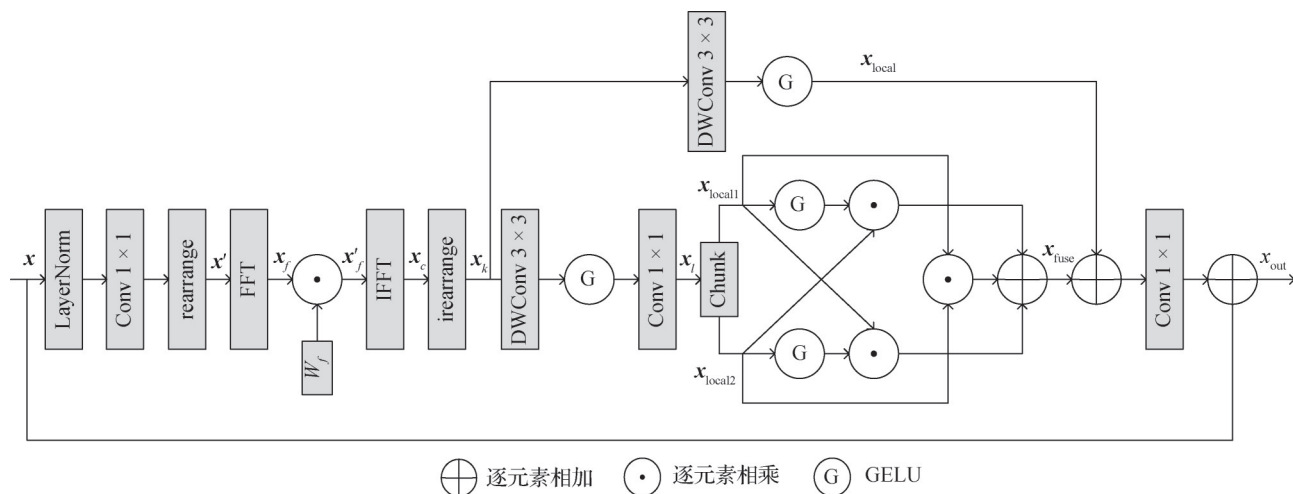 DWConv 3 × 3
G
x_local
x
LayerNorm
Conv 1 × 1
rearrange
x'
FFT
x_f
W_f
x'_f
IFFT
x_c
irearrange
x_k
DWConv 3 × 3
G
Conv 1 × 1
x_l
Chunk
x_local1
G
x_local2
G
x_fuse
Conv 1 × 1
x_out
逐元素相加
逐元素相乘
G GELU